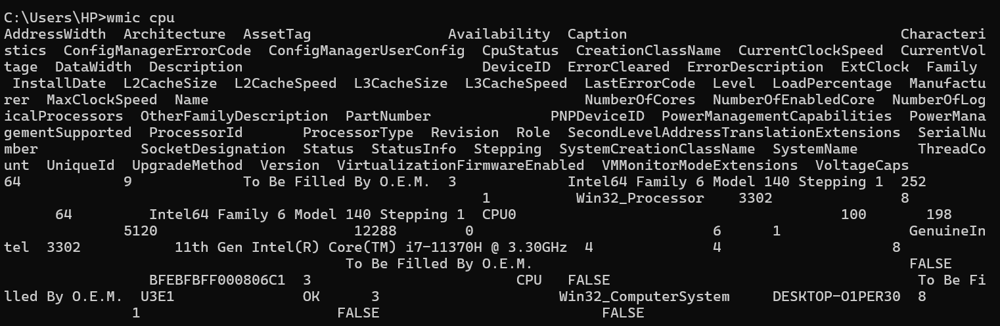 C:\Users\HP>wmic cpu
AddressWidth  Architecture  AssetTag                Availability  Caption                                Characteri
stics  ConfigManagerErrorCode  ConfigManagerUserConfig  CpuStatus  CreationClassName  CurrentClockSpeed  CurrentVol
tage  DataWidth  Description                            DeviceID  ErrorCleared  ErrorDescription  ExtClock  Family
 InstallDate  L2CacheSize  L2CacheSpeed  L3CacheSize  L3CacheSpeed  LastErrorCode  Level  LoadPercentage  Manufactu
rer  MaxClockSpeed  Name                                            NumberOfCores  NumberOfEnabledCore  NumberOfLog
icalProcessors  OtherFamilyDescription  PartNumber              PNPDeviceID  PowerManagementCapabilities  PowerMana
gementSupported  ProcessorId       ProcessorType  Revision  Role  SecondLevelAddressTranslationExtensions  SerialNu
mber            SocketDesignation  Status  StatusInfo  Stepping  SystemCreationClassName  SystemName       ThreadCo
unt  UniqueId  UpgradeMethod  Version  VirtualizationFirmwareEnabled  VMMonitorModeExtensions  VoltageCaps
64            9             To Be Filled By O.E.M.  3             Intel64 Family 6 Model 140 Stepping 1  252
                                                        1          Win32_Processor    3302               8
      64         Intel64 Family 6 Model 140 Stepping 1  CPU0                                      100       198
              5120                       12288        0                            6      1               GenuineIn
tel  3302           11th Gen Intel(R) Core(TM) i7-11370H @ 3.30GHz  4              4                    8
                                        To Be Filled By O.E.M.                                            FALSE
                 BFEBFBFF000806C1  3                        CPU   FALSE                                    To Be Fi
lled By O.E.M.  U3E1               OK      3                     Win32_ComputerSystem     DESKTOP-O1PER30  8
               1                       FALSE                          FALSE